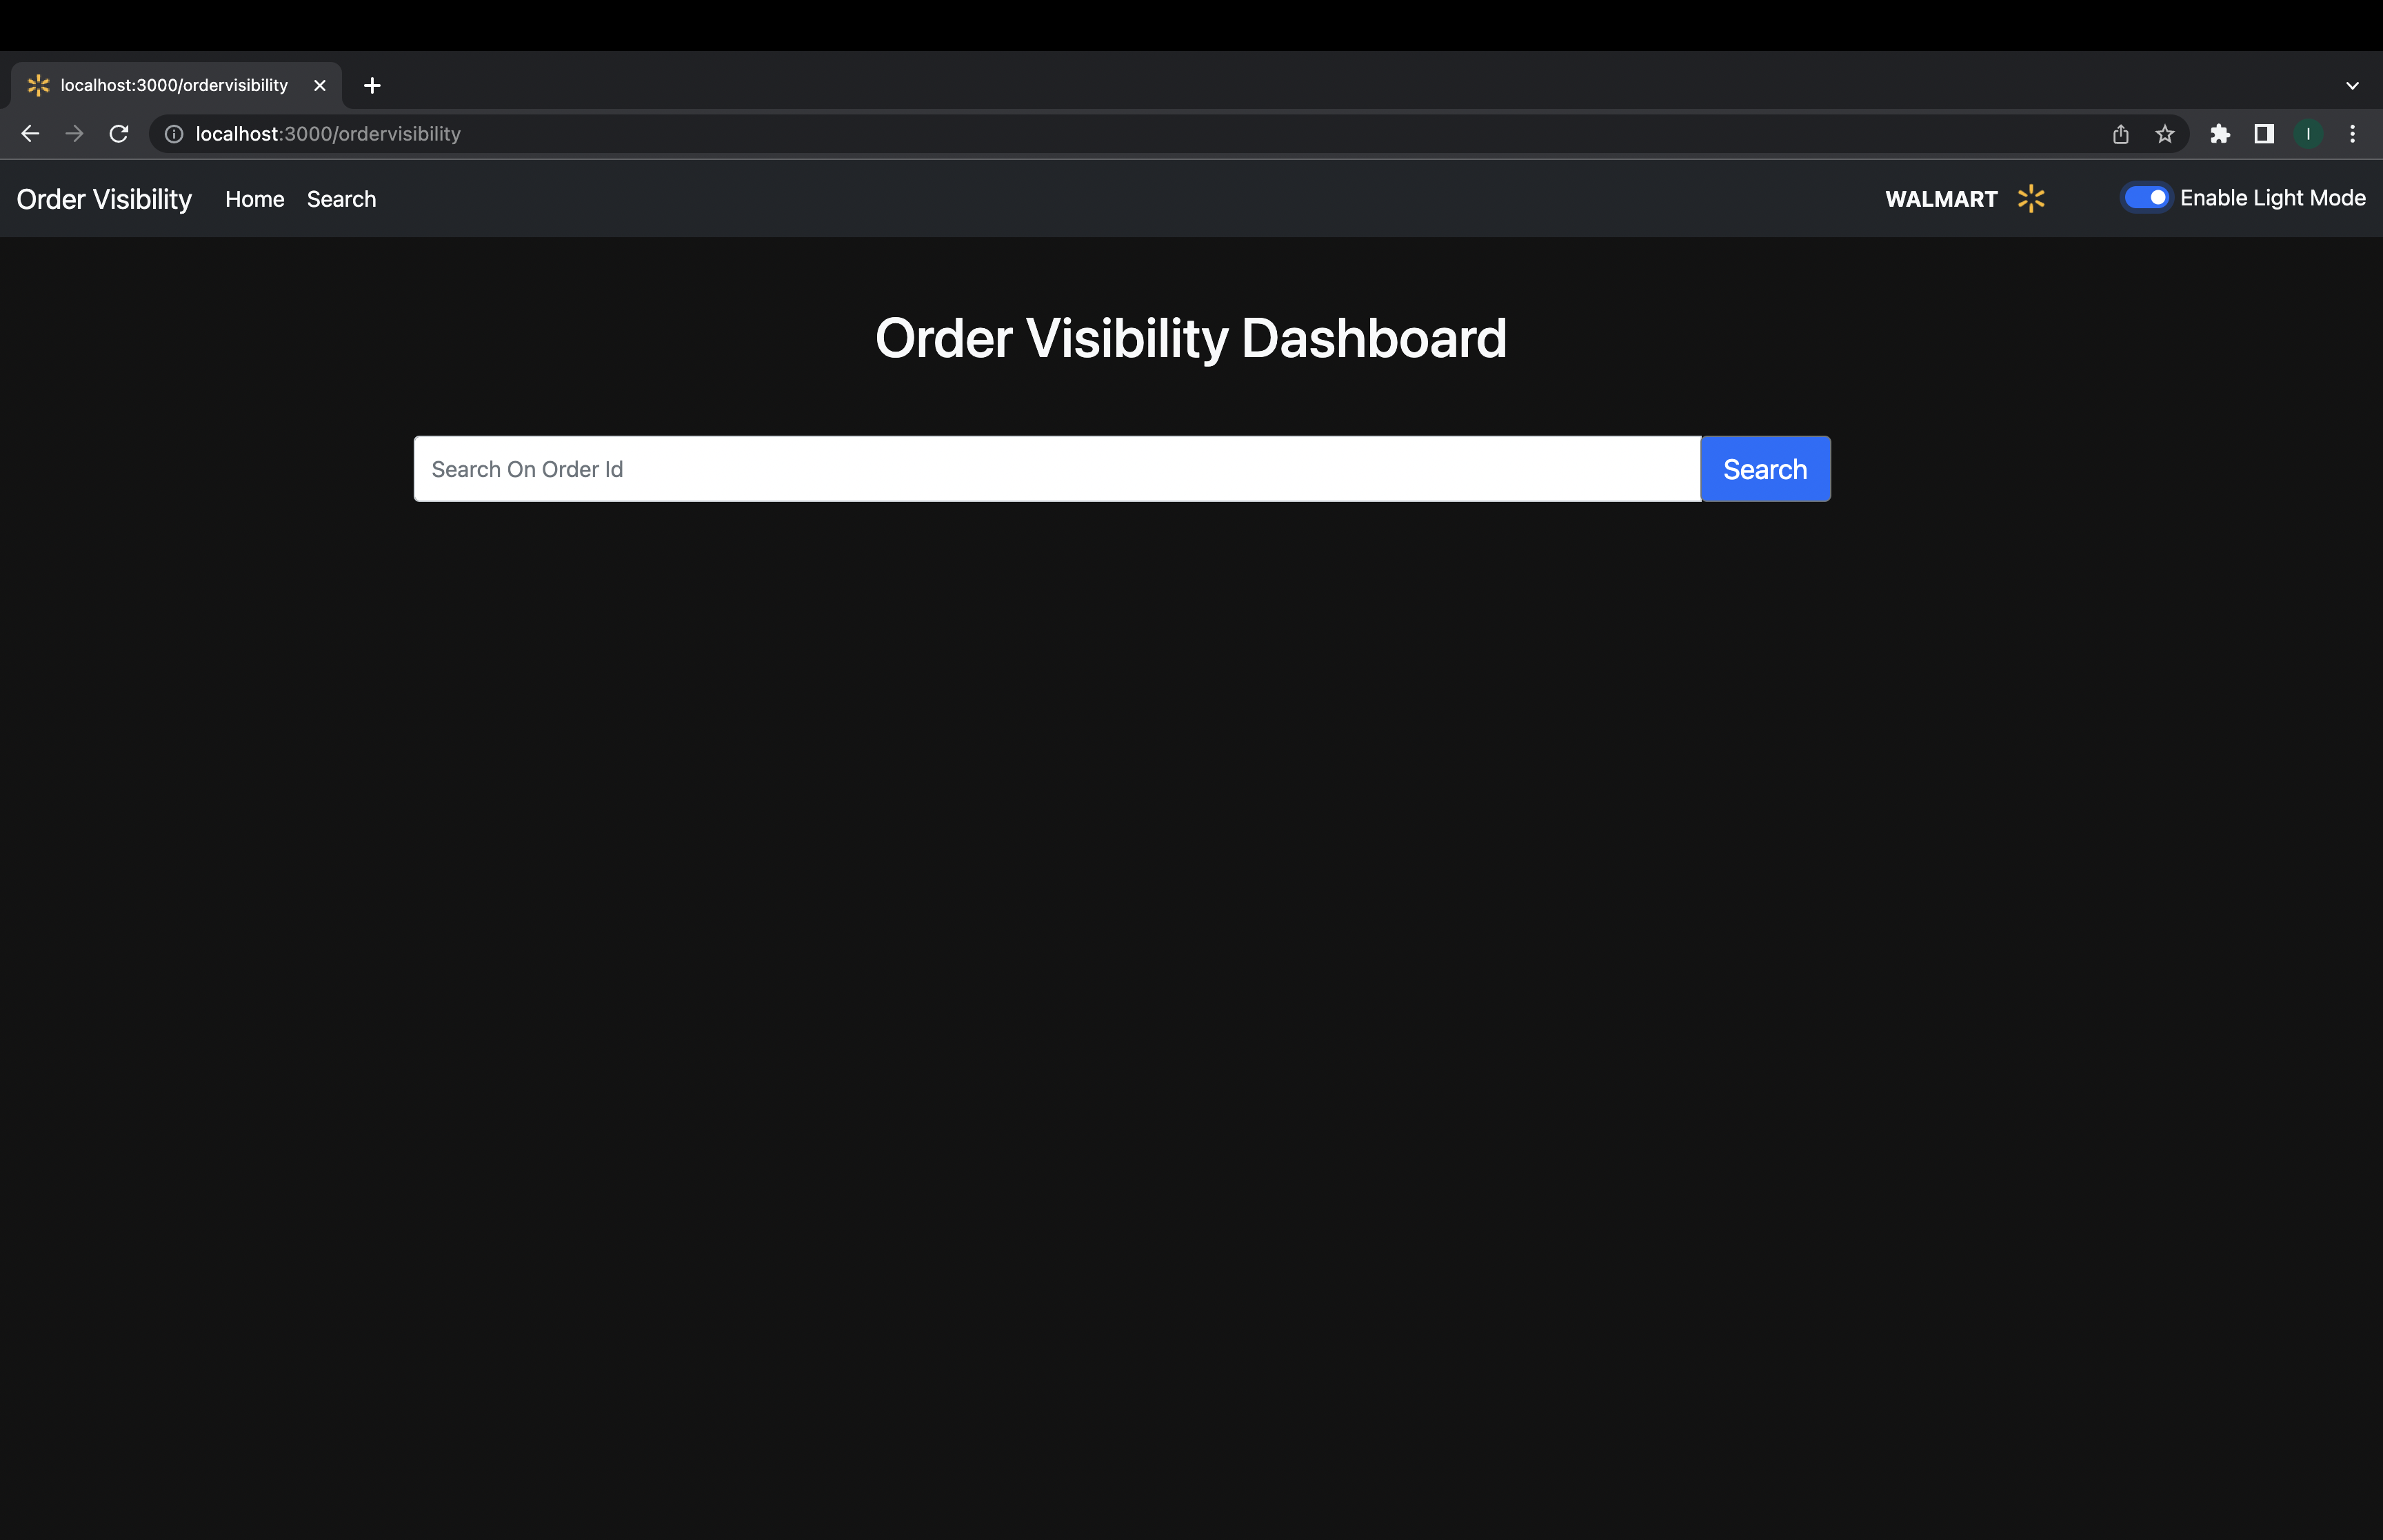 localhost:3000/ordervisibility
localhost:3000/ordervisibility
I
Order Visibility Home Search WALMART Enable Light Mode
Order Visibility Dashboard
Search On Order Id Search